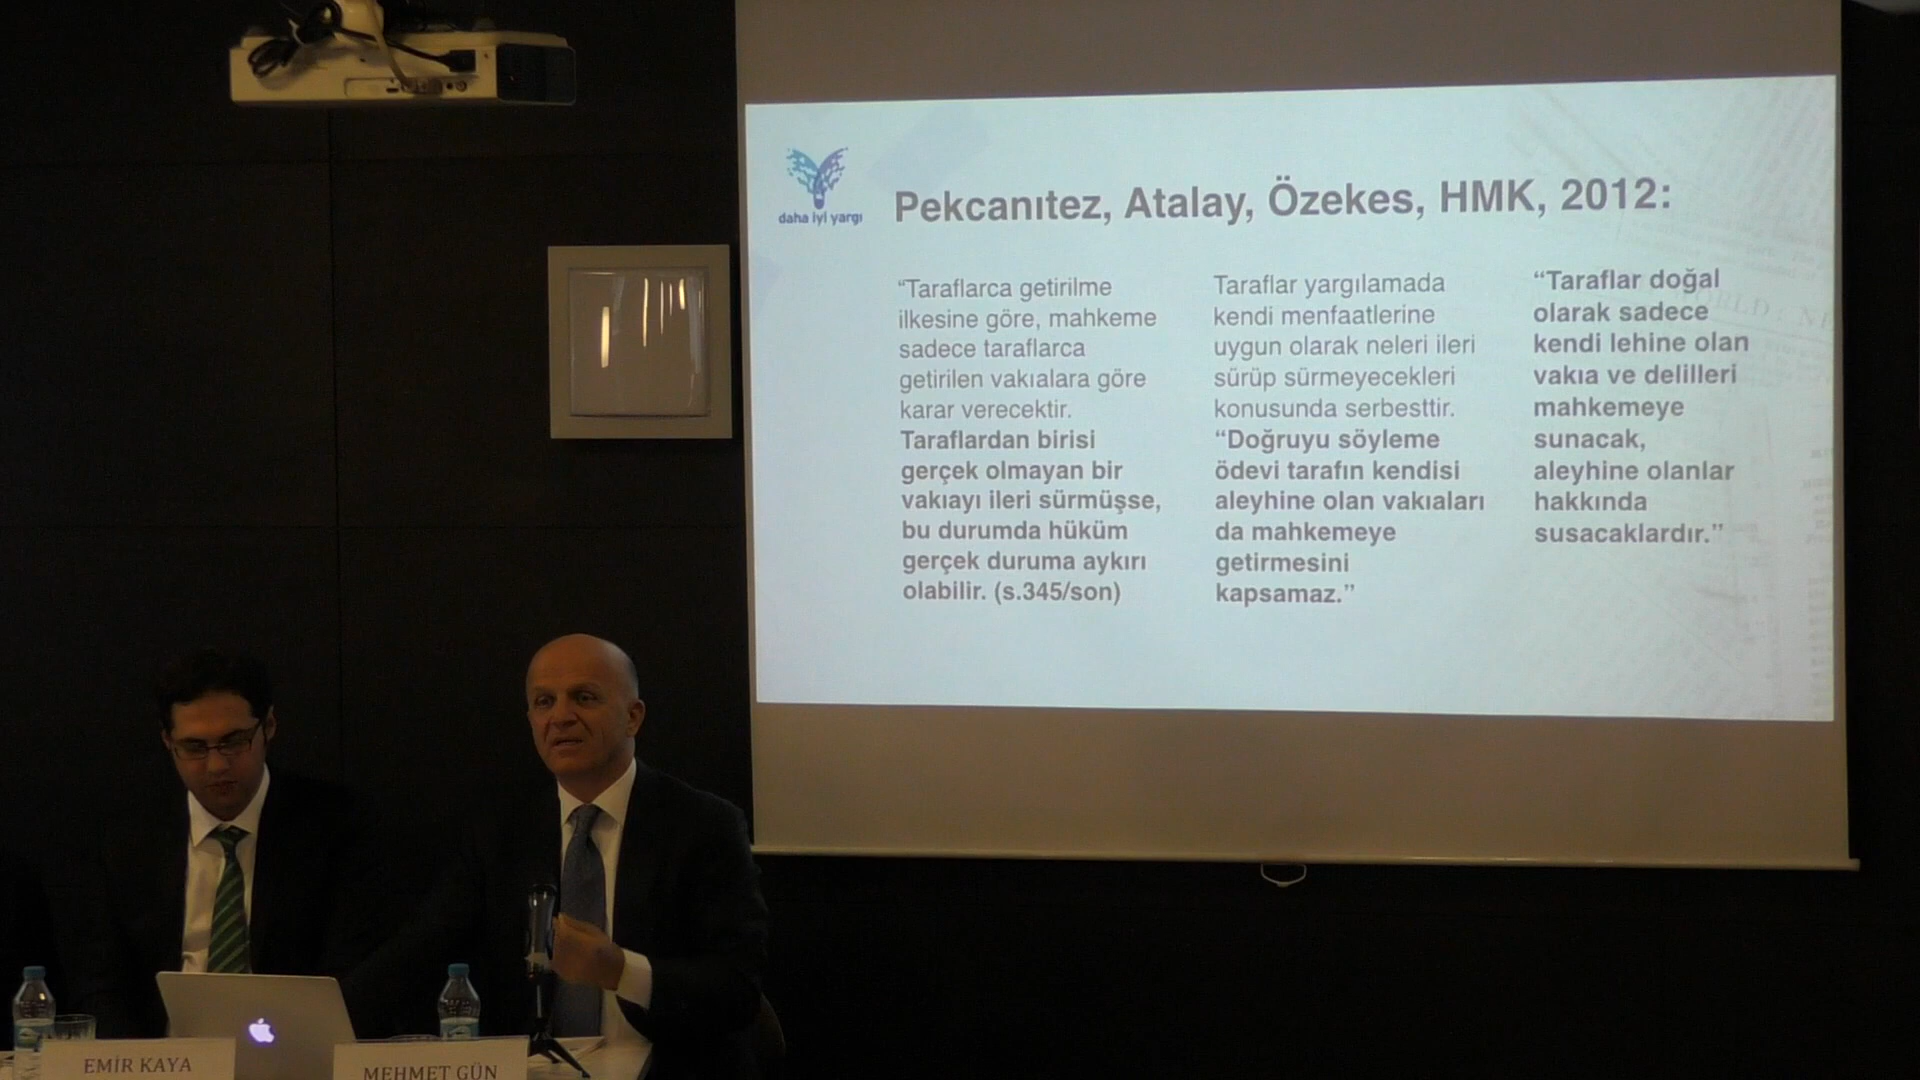 daha iyi yargı
Pekcanıtez, Atalay, Özekes, HMK, 2012:
“Taraflarca getirilme
ilkesine göre, mahkeme
sadece taraflarca
getirilen vakıalara göre
karar verecektir.
Taraflardan birisi
gerçek olmayan bir
vakıayı ileri sürmüşse,
bu durumda hüküm
gerçek duruma aykırı
olabilir. (s.345/son)
Taraflar yargılamada
kendi menfaatlerine
uygun olarak neleri ileri
sürüp sürmeyecekleri
konusunda serbesttir.
“Doğruyu söyleme
ödevi tarafın kendisi
aleyhine olan vakıaları
da mahkemeye
getirmesini
kapsamaz.”
“Taraflar doğal
olarak sadece
kendi lehine olan
vakıa ve delilleri
mahkemeye
sunacak,
aleyhine olanlar
hakkında
susacaklardır.”
EMİR KAYA
MEHMET GÜN